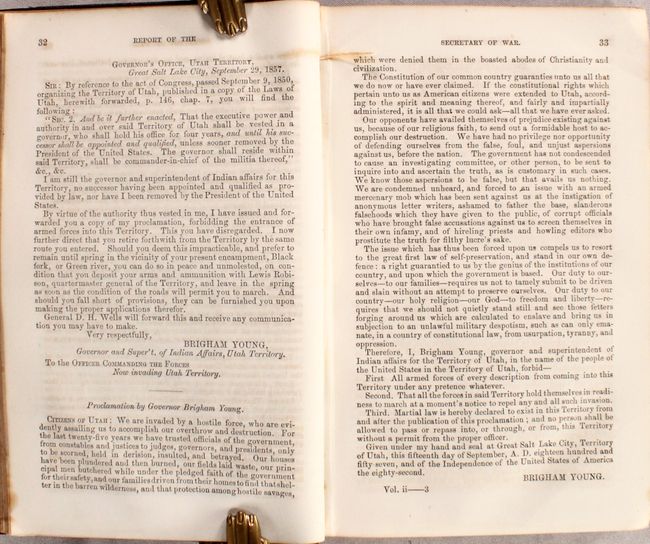 32 REPORT OF THE
GOVERNOR'S OFFICE, UTAH TERRITORY,
Great Salt Lake City, September 29, 1857.
SIR: By reference to the act of Congress, passed September 9, 1850,
organizing the Territory of Utah, published in a copy of the Laws of
Utah, herewith forwarded, p. 146, chap. 7, you will find the
following:
"SEC. 2. And be it further enacted, That the executive power and
authority in and over said Territory of Utah shall be vested in a
governor, who shall hold his office for four years, and until his suc-
cessor shall be appointed and qualified, unless sooner removed by the
President of the United States. The governor shall reside within
said Territory, shall be commander-in-chief of the militia thereof,"
&c., &c.
I am still the governor and superintendent of Indian affairs for this
Territory, no successor having been appointed and qualified as pro-
vided by law, nor have I been removed by the President of the United
States.
By virtue of the authority thus vested in me, I have issued and for-
warded you a copy of my proclamation, forbidding the entrance of
armed forces into this Territory. This you have disregarded. I now
further direct that you retire forthwith from the Territory by the same
route you entered. Should you deem this impracticable, and prefer to
remain until spring in the vicinity of your present encampment, Black
fork, or Green river, you can do so in peace and unmolested, on con-
dition that you deposit your arms and ammunition with Lewis Robi-
son, quartermaster general of the Territory, and leave in the spring
as soon as the condition of the roads will permit you to march. And
should you fall short of provisions, they can be furnished you upon
making the proper applications therefor.
General D. H. Wells will forward this and receive any communica-
tion you may have to make.
Very respectfully,
BRIGHAM YOUNG,
Governor and Super't. of Indian Affairs, Utah Territory.
To the OFFICER COMMANDING THE FORCES
Now invading Utah Territory.
Proclamation by Governor Brigham Young.
CITIZENS OF UTAH: We are invaded by a hostile force, who are evi-
dently assailing us to accomplish our overthrow and destruction. For
the last twenty-five years we have trusted officials of the government,
from constables and justices to judges, governors, and presidents, only
to be scorned, held in derision, insulted, and betrayed. Our houses
have been plundered and then burned, our fields laid waste, our prin-
cipal men butchered while under the pledged faith of the government
for their safety, and our families driven from their homes to find that shel-
ter in the barren wilderness, and that protection among hostile savages,
SECRETARY OF WAR. 33
which were denied them in the boasted abodes of Christianity and
civilization.
The Constitution of our common country guaranties unto us all that
we do now or have ever claimed. If the constitutional rights which
pertain unto us as American citizens were extended to Utah, accord-
ing to the spirit and meaning thereof, and fairly and impartially
administered, it is all that we could ask—all that we have ever asked.
Our opponents have availed themselves of prejudice existing against
us, because of our religious faith, to send out a formidable host to ac-
complish our destruction. We have had no privilege nor opportunity
of defending ourselves from the false, foul, and unjust aspersions
against us, before the nation. The government has not condescended
to cause an investigating committee, or other person, to be sent to
inquire into and ascertain the truth, as is customary in such cases.
We know those aspersions to be false, but that avails us nothing.
We are condemned unheard, and forced to an issue with an armed
mercenary mob which has been sent against us at the instigation of
anonymous letter writers, ashamed to father the base, slanderous
falsehoods which they have given to the public, of corrupt officials
who have brought false accusations against us to screen themselves in
their own infamy, and of hireling priests and howling editors who
prostitute the truth for filthy lucre's sake.
The issue which has thus been forced upon us compels us to resort
to the great first law of self-preservation, and stand in our own de-
fence: a right guarantied to us by the genius of the institutions of our
country, and upon which the government is based. Our duty to our-
selves—to our families—requires us not to tamely submit to be driven
and slain without an attempt to preserve ourselves. Our duty to our
country—our holy religion—our God—to freedom and liberty—re-
quires that we should not quietly stand still and see those fetters
forging around us which are calculated to enslave and bring us in
subjection to an unlawful military despotism, such as can only ema-
nate, in a country of constitutional law, from usurpation, tyranny, and
oppression.
Therefore, I, Brigham Young, governor and superintendent of
Indian affairs for the Territory of Utah, in the name of the people of
the United States in the Territory of Utah, forbid—
First All armed forces of every description from coming into this
Territory under any pretence whatever.
Second. That all the forces in said Territory hold themselves in readi-
ness to march at a moment's notice to repel any and all such invasion.
Third. Martial law is hereby declared to exist in this Territory from
and after the publication of this proclamation; and no person shall be
allowed to pass or repass into, or through, or from, this Territory
without a permit from the proper officer.
Given under my hand and seal at Great Salt Lake City, Territory
of Utah, this fifteenth day of September, A. D. eighteen hundred and
fifty-seven, and of the Independence of the United States of America
the eighty-second.
BRIGHAM YOUNG.
Vol. ii——3